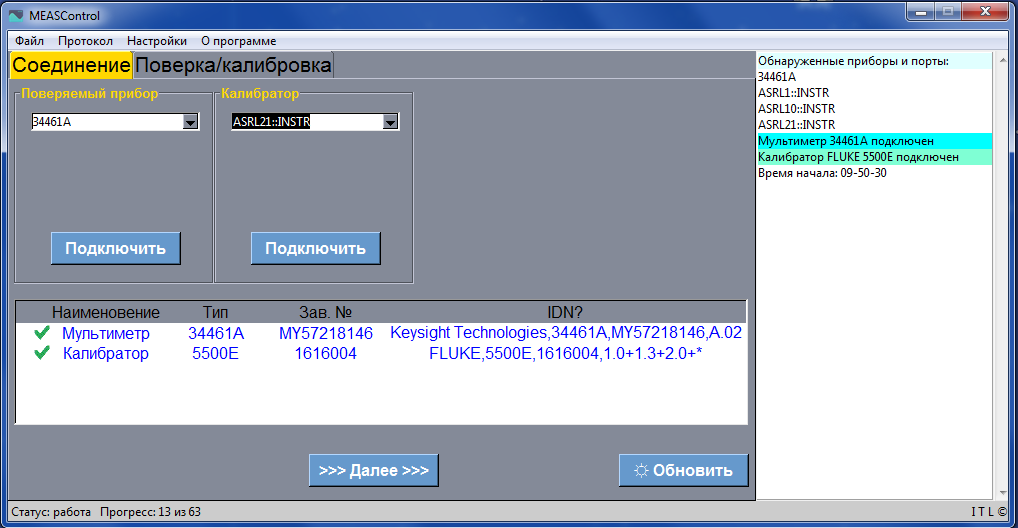 MEASControl
Файл Протокол Настройки О программе
Соединение Поверка/калибровка
Поверяемый прибор Калибратор
34461A ASRL21::INSTR
Подключить Подключить
Наименовение Тип Зав. № IDN?
Мультиметр 34461A MY57218146 Keysight Technologies,34461A,MY57218146,A.02
Калибратор 5500E 1616004 FLUKE,5500E,1616004,1.0+1.3+2.0+*
>>> Далее >>> Обновить
Обнаруженные приборы и порты:
34461A
ASRL1::INSTR
ASRL10::INSTR
ASRL21::INSTR
Мультиметр 34461A подключен
Калибратор FLUKE 5500E подключен
Время начала: 09-50-30
Статус: работа Прогресс: 13 из 63 I T L ©